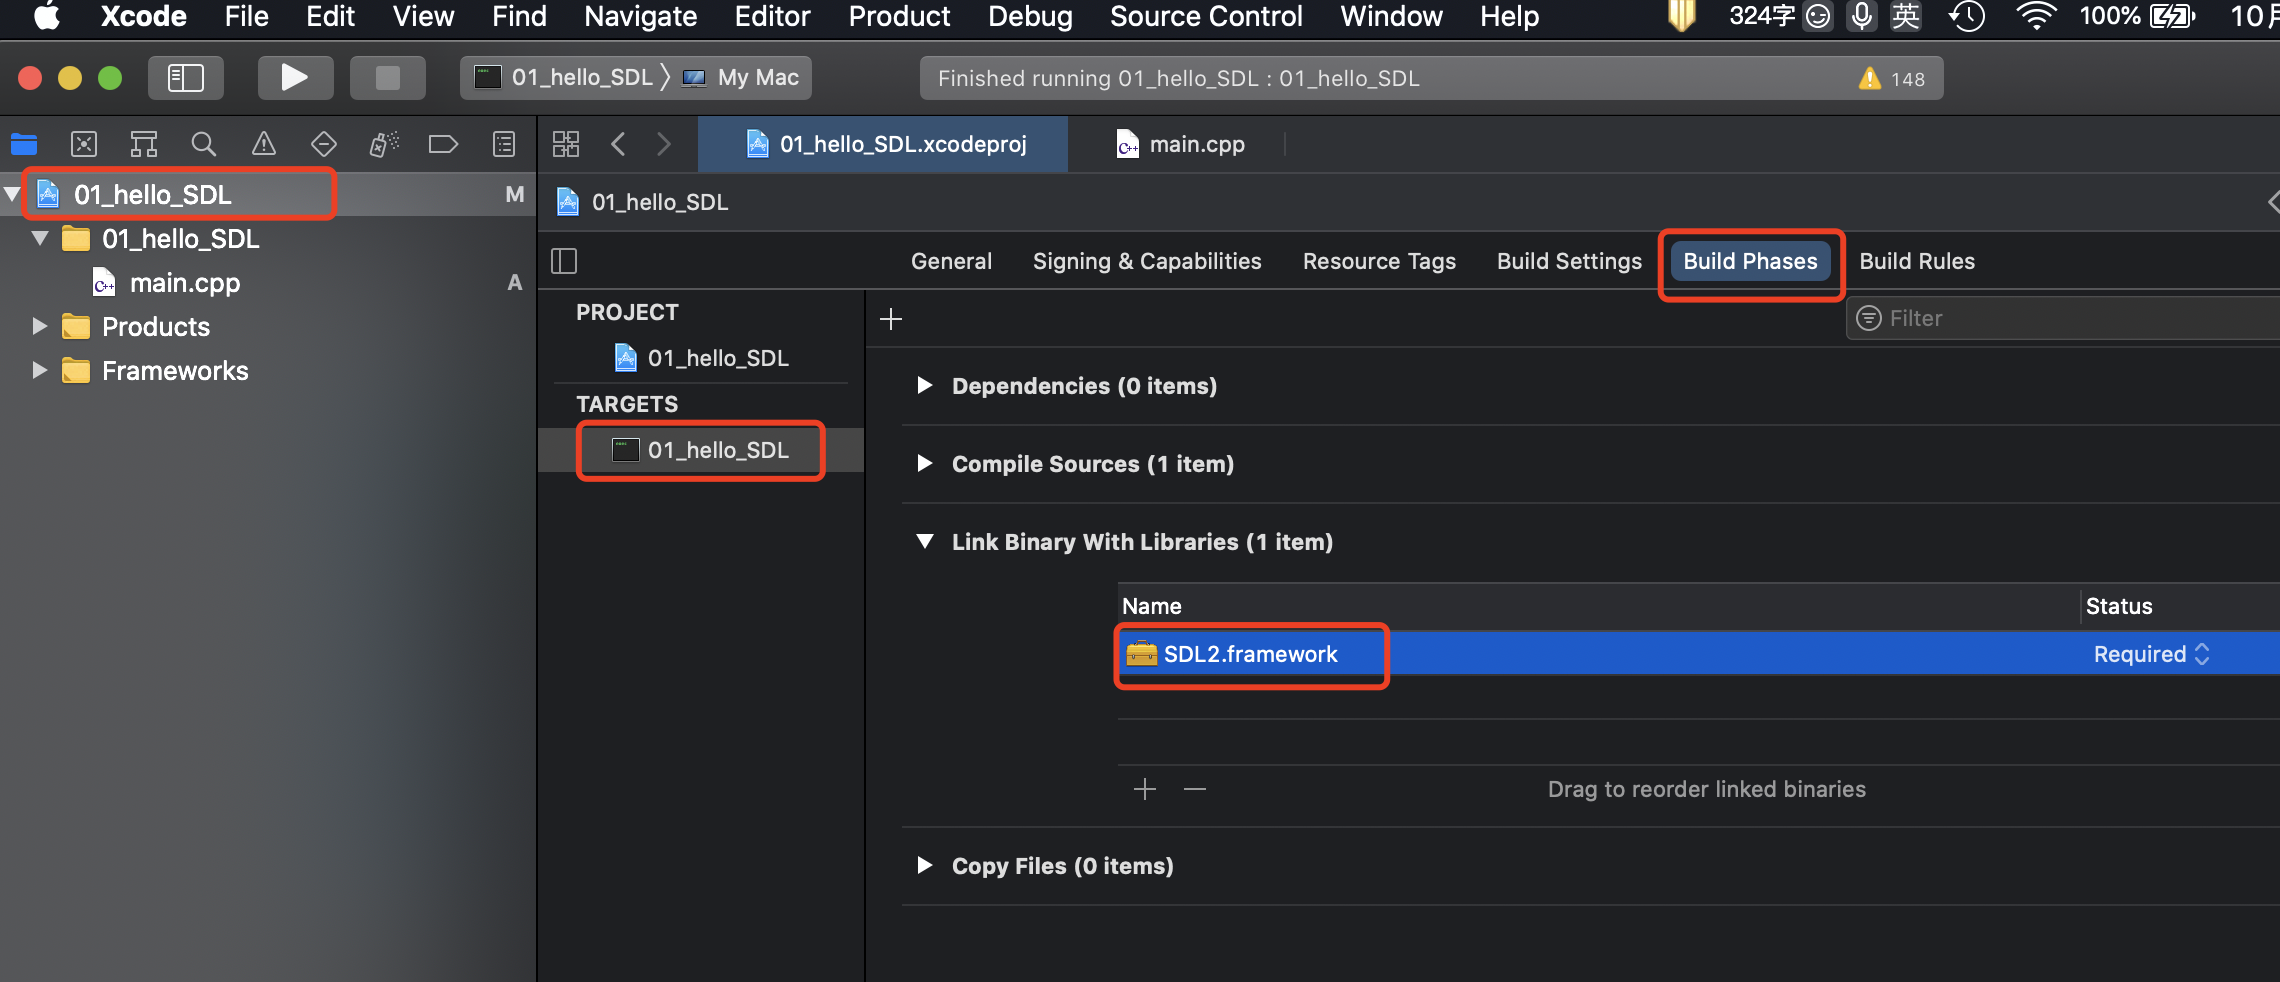 Xcode File Edit View Find Navigate Editor Product Debug Source Control Window Help 324字 英 100% 10月
01_hello_SDL My Mac Finished running 01_hello_SDL : 01_hello_SDL 148
01_hello_SDL.xcodeproj main.cpp
01_hello_SDL M
01_hello_SDL
main.cpp A
Products
Frameworks
01_hello_SDL
General Signing & Capabilities Resource Tags Build Settings Build Phases Build Rules
PROJECT
01_hello_SDL
TARGETS
01_hello_SDL
Filter
Dependencies (0 items)
Compile Sources (1 item)
Link Binary With Libraries (1 item)
Name Status
SDL2.framework Required
Drag to reorder linked binaries
Copy Files (0 items)